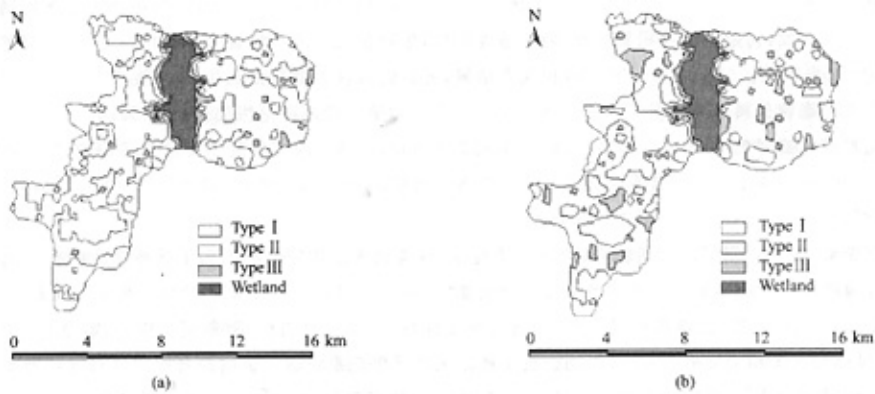 N
Type Ⅰ
Type Ⅱ
Type Ⅲ
Wetland
0 4 8 12 16 km
(a)
N
Type Ⅰ
Type Ⅱ
Type Ⅲ
Wetland
0 4 8 12 16 km
(b)